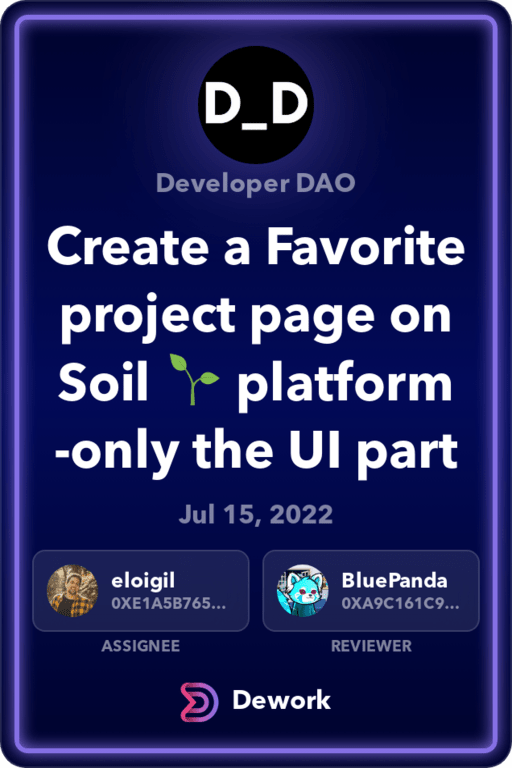 D_D
Developer DAO
Create a Favorite
project page on
Soil 🌱 platform
-only the UI part
Jul 15, 2022
eloigil
0XE1A5B765...
ASSIGNEE
BluePanda
0XA9C161C9...
REVIEWER
Dework